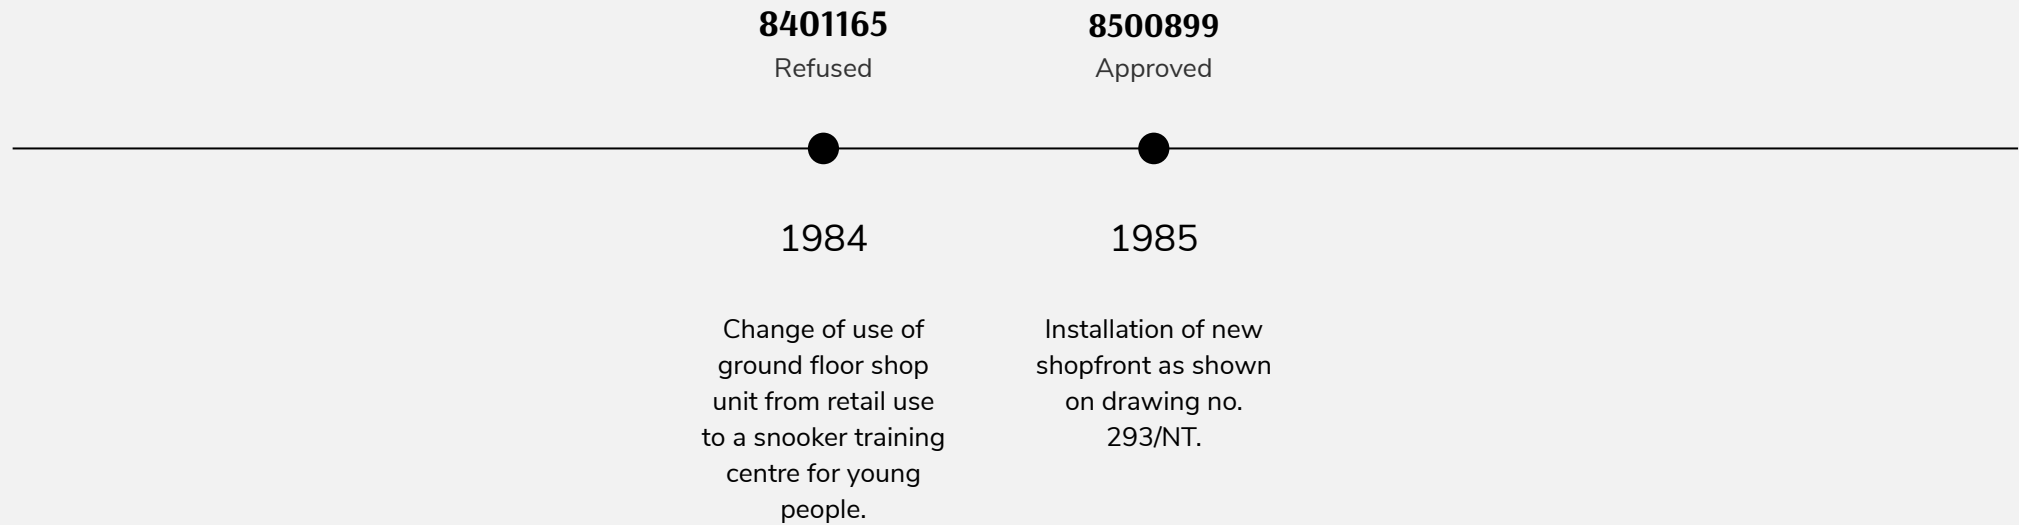 8401165
Refused
1984
Change of use of
ground floor shop
unit from retail use
to a snooker training
centre for young
people.
8500899
Approved
1985
Installation of new
shopfront as shown
on drawing no.
293/NT.